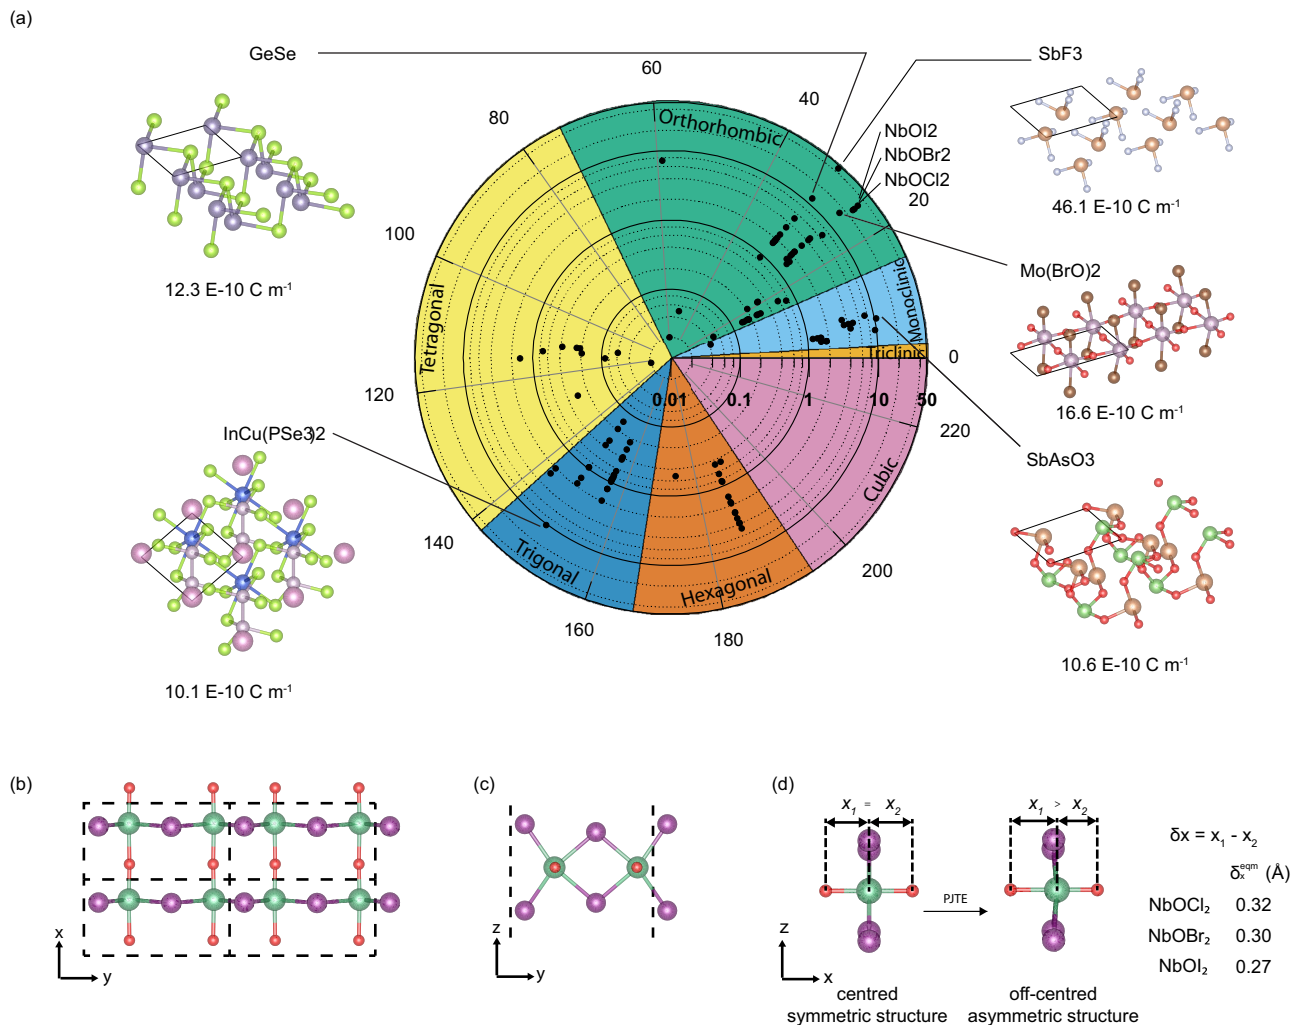 (a)
GeSe
SbF3
60
40
80
Orthorhombic
NbOI2
NbOBr2
NbOCl2
20
46.1 E-10 C m⁻¹
100
12.3 E-10 C m⁻¹
Mo(BrO)2
Monoclinic
Tetragonal
Triclinic
0
120
0.01
0.1
1
10
50
16.6 E-10 C m⁻¹
220
InCu(PSe3)2
SbAsO3
Cubic
140
Trigonal
Hexagonal
200
160
180
10.6 E-10 C m⁻¹
10.1 E-10 C m⁻¹
(b)
x
y
(c)
z
y
(d)
x₁ = x₂
x₁ > x₂
δx = x₁ - x₂
δₓᵉᑫᵐ (Å)
PJTE
NbOCl₂ 0.32
NbOBr₂ 0.30
NbOI₂ 0.27
z
x
centred
symmetric structure
off-centred
asymmetric structure